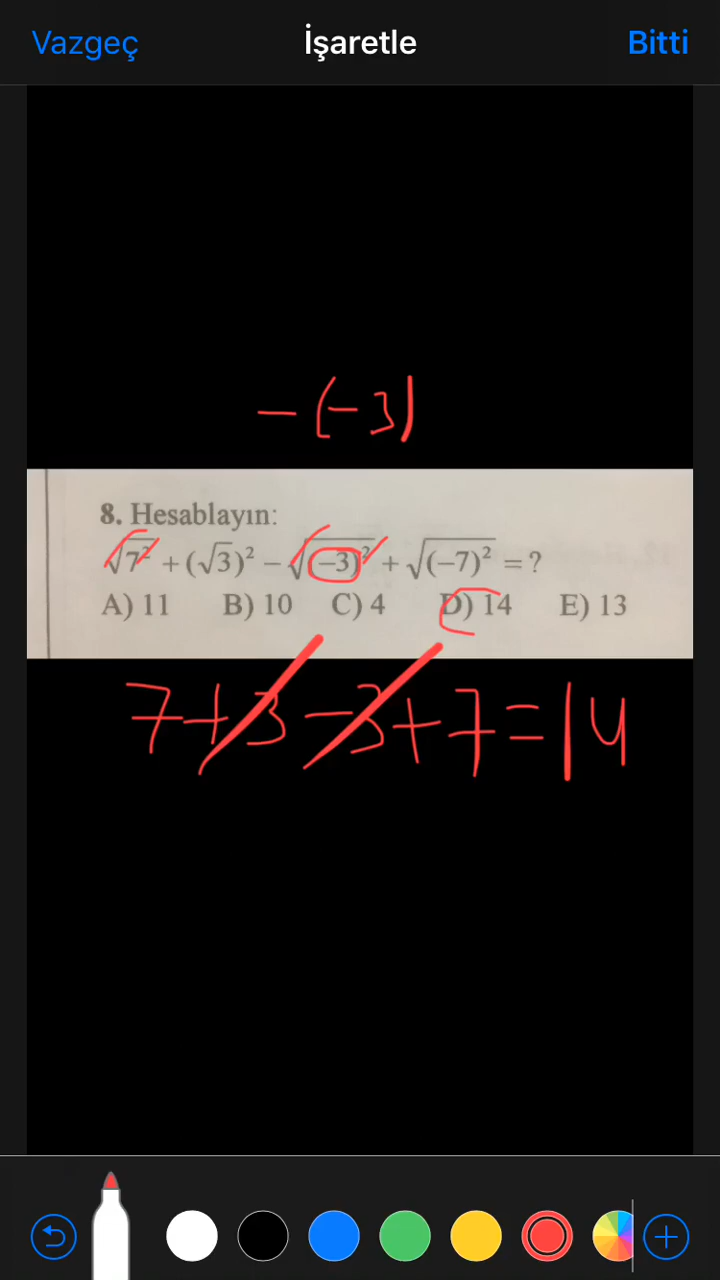 Vazgeç İşaretle Bitti
-(-3)
8. Hesablayın:
√7² + (√3)² − √(−3)² + √(−7)² = ?
A) 11 B) 10 C) 4 D) 14 E) 13
7+3-3+7=14